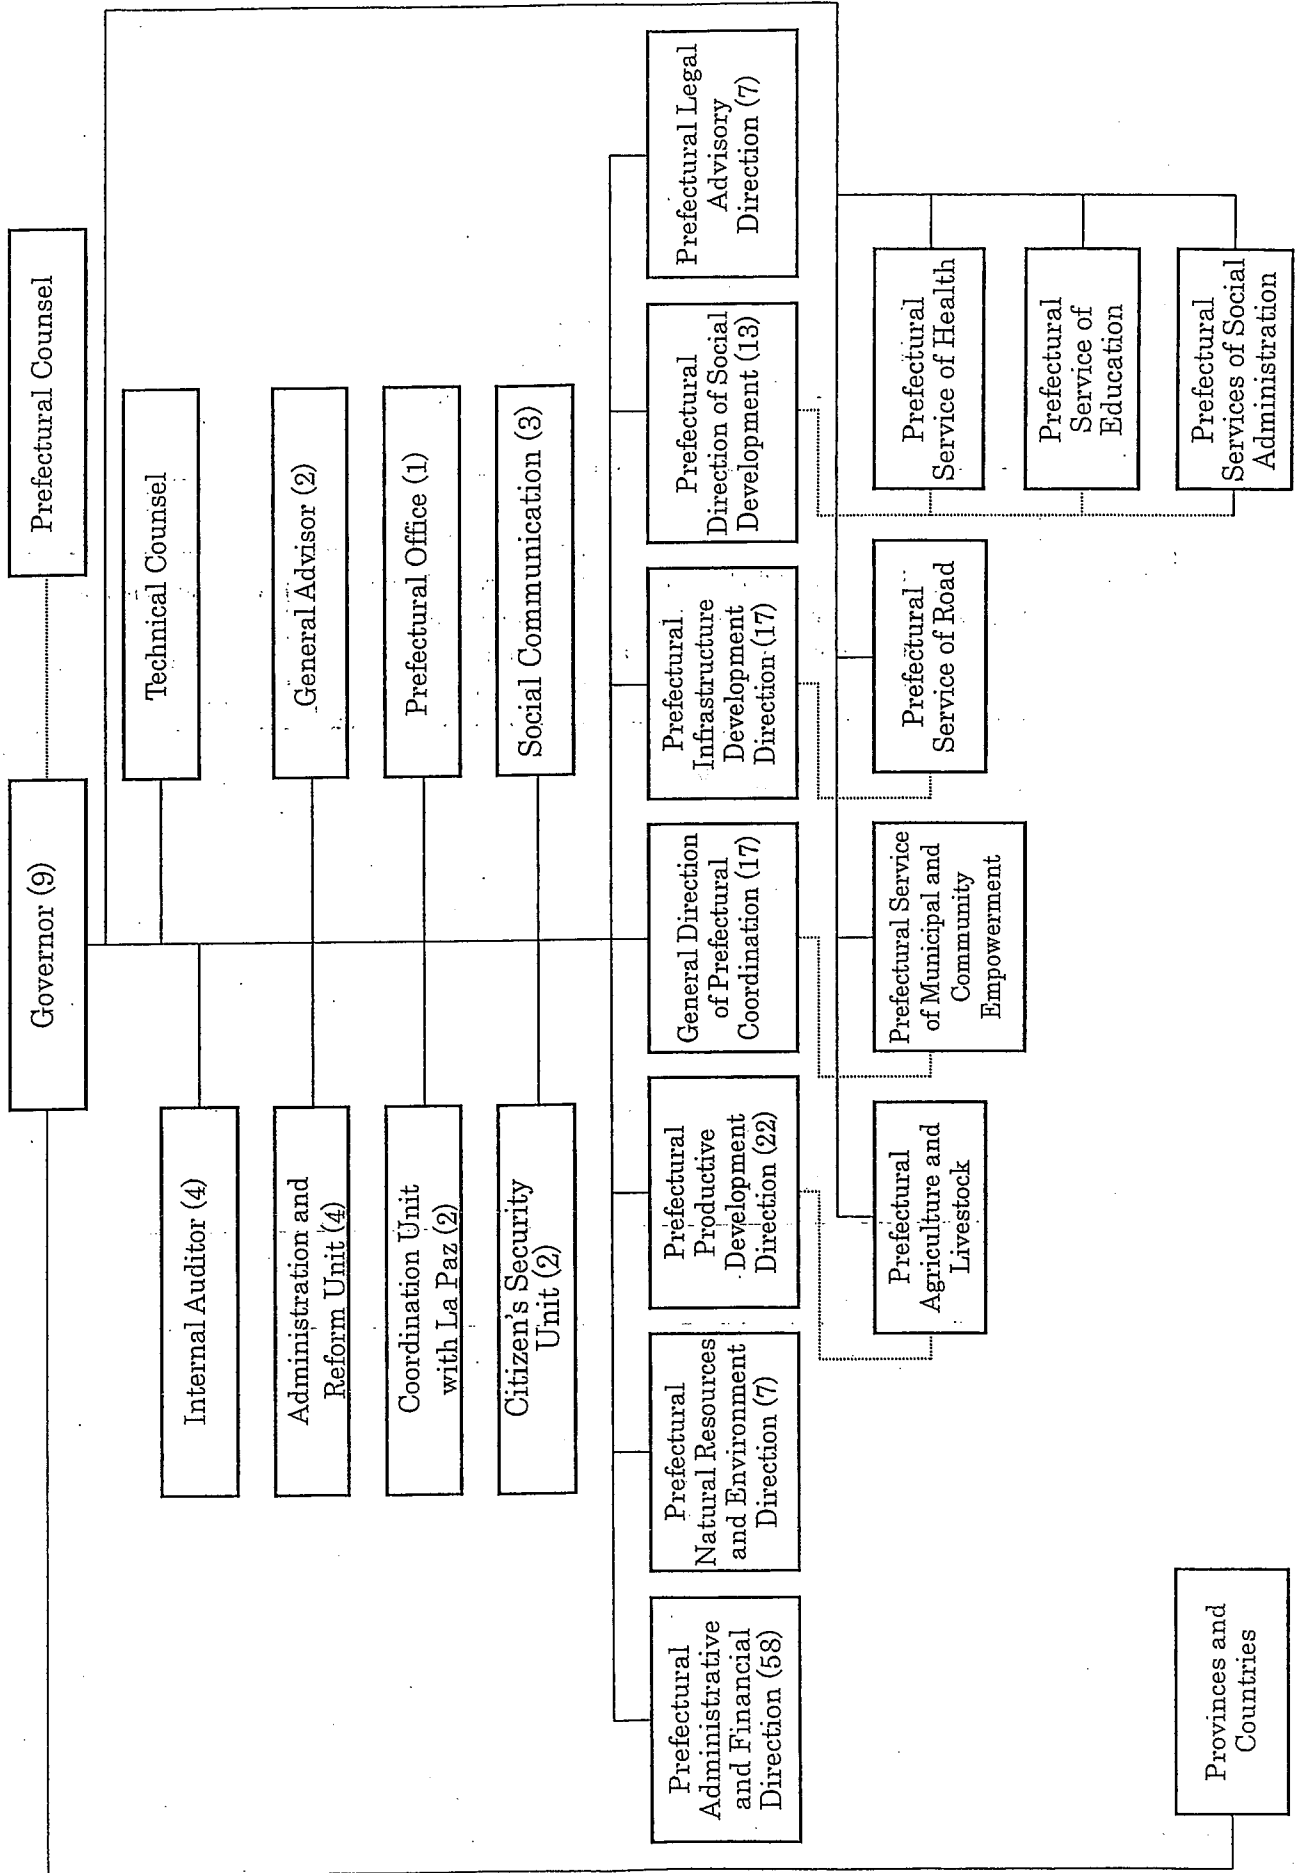 Governor (9)
Prefectural Counsel
Technical Counsel
Internal Auditor (4)
General Advisor (2)
Administration and
Reform Unit (4)
Prefectural Office (1)
Coordination Unit
with La Paz (2)
Social Communication (3)
Citizen's Security
Unit (2)
Prefectural
Administrative
and Financial
Direction (58)
Prefectural
Natural Resources
and Environment
Direction (7)
Prefectural
Productive
Development
Direction (22)
General Direction
of Prefectural
Coordination (17)
Prefectural
Infrastructure
Development
Direction (17)
Prefectural
Direction of Social
Development (13)
Prefectural Legal
Advisory
Direction (7)
Prefectural
Agriculture and
Livestock
Prefectural Service
of Municipal and
Community
Empowerment
Prefectural
Service of Road
Prefectural
Service of Health
Prefectural
Service of
Education
Prefectural
Services of Social
Administration
Provinces and
Countries